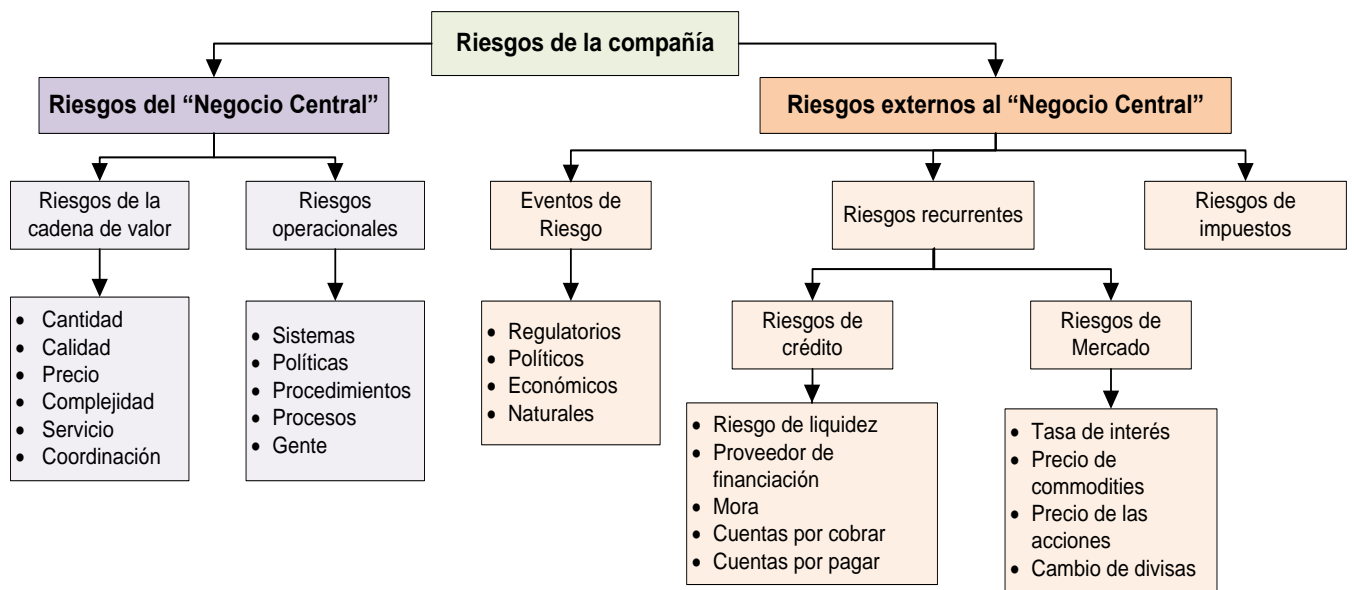 Riesgos de la compañía
Riesgos del “Negocio Central”
Riesgos externos al “Negocio Central”
Riesgos de la
cadena de valor
Riesgos
operacionales
Eventos de
Riesgo
Riesgos recurrentes
Riesgos de
impuestos
• Cantidad
• Calidad
• Precio
• Complejidad
• Servicio
• Coordinación
• Sistemas
• Políticas
• Procedimientos
• Procesos
• Gente
• Regulatorios
• Políticos
• Económicos
• Naturales
Riesgos de
crédito
Riesgos de
Mercado
• Riesgo de liquidez
• Proveedor de
financiación
• Mora
• Cuentas por cobrar
• Cuentas por pagar
• Tasa de interés
• Precio de
commodities
• Precio de las
acciones
• Cambio de divisas